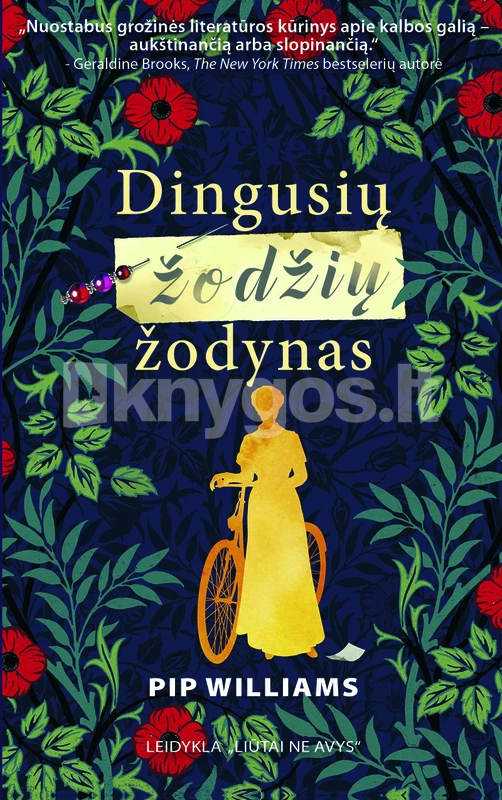 „Nuostabus grožinės literatūros kūrinys apie kalbos galią –
aukštinančią arba slopinančią.“
- Geraldine Brooks, The New York Times bestselerių autorė
Dingusių
žodžių
žodynas
knygos.lt
PIP WILLIAMS
LEIDYKLA „LIŪTAI NE AVYS“